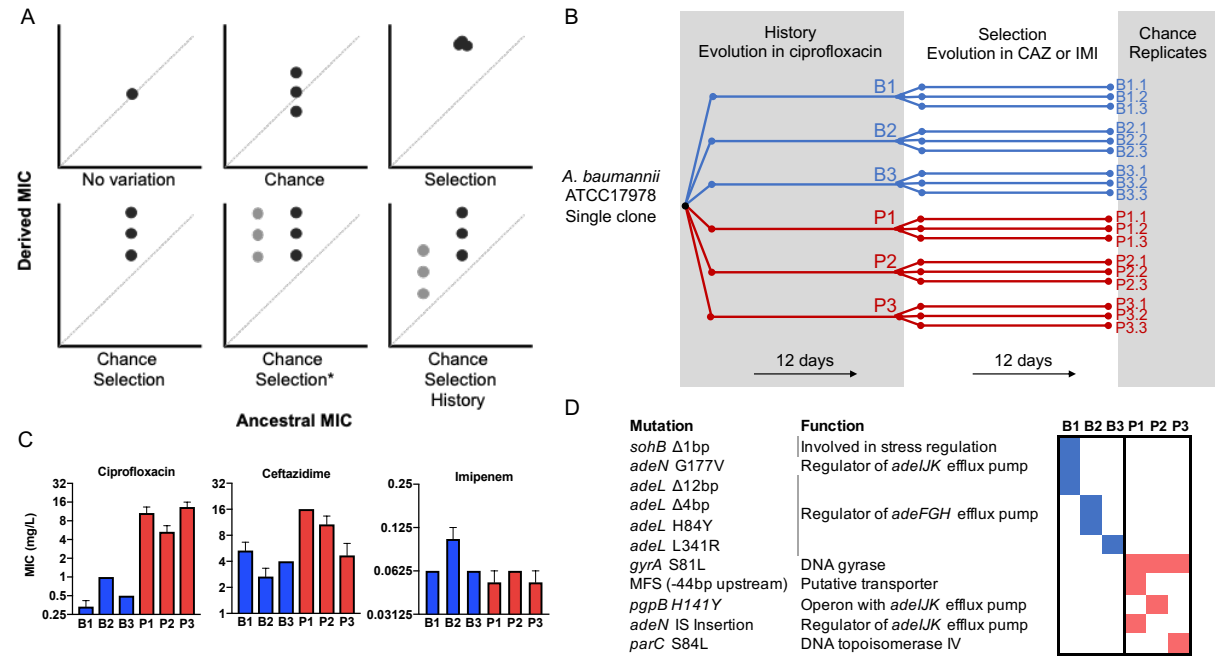 A
Derived MIC
No variation
Chance
Selection
Chance
Selection
Chance
Selection*
Chance
Selection
History
Ancestral MIC
B
History
Evolution in ciprofloxacin
Selection
Evolution in CAZ or IMI
Chance
Replicates
A. baumannii
ATCC17978
Single clone
B1
B2
B3
P1
P2
P3
B1.1
B1.2
B1.3
B2.1
B2.2
B2.3
B3.1
B3.2
B3.3
P1.1
P1.2
P1.3
P2.1
P2.2
P2.3
P3.1
P3.2
P3.3
12 days
12 days
C
Ciprofloxacin
MIC (mg/L)
32
16
8
4
2
1
0.5
0.25
B1 B2 B3 P1 P2 P3
Ceftazidime
32
16
8
4
2
1
B1 B2 B3 P1 P2 P3
Imipenem
0.25
0.125
0.0625
0.03125
B1 B2 B3 P1 P2 P3
D
Mutation Function B1 B2 B3 P1 P2 P3
sohB Δ1bp Involved in stress regulation
adeN G177V Regulator of adeIJK efflux pump
adeL Δ12bp
adeL Δ4bp
adeL H84Y Regulator of adeFGH efflux pump
adeL L341R
gyrA S81L DNA gyrase
MFS (-44bp upstream) Putative transporter
pgpB H141Y Operon with adeIJK efflux pump
adeN IS Insertion Regulator of adeIJK efflux pump
parC S84L DNA topoisomerase IV